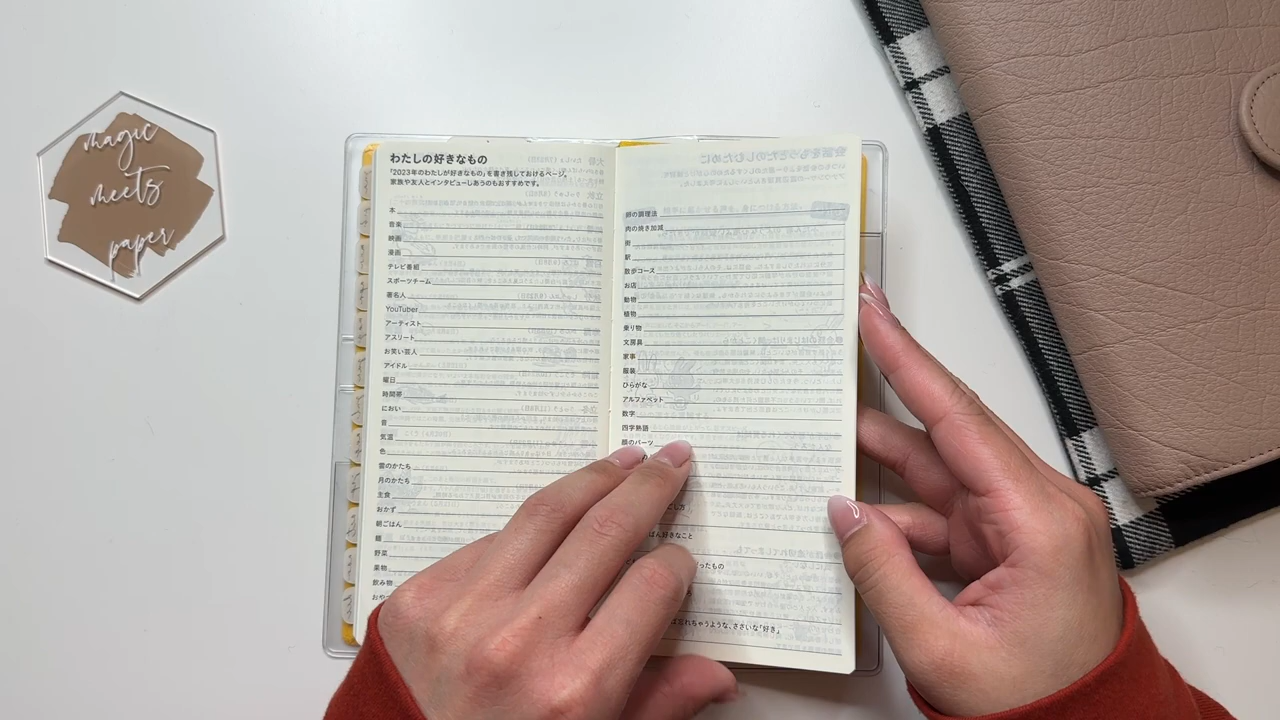 magic
meets
paper
わたしの好きなもの
「2023年のわたしが好きなもの」を書き残しておけるページ。
家族や友人とインタビューしあうのもおすすめです。
本
音楽
映画
漫画
テレビ番組
スポーツチーム
著名人
YouTuber
アーティスト
アスリート
お笑い芸人
アイドル
曜日
時間帯
におい
音
気温
色
雲のかたち
月のかたち
主食
おかず
朝ごはん
麺
野菜
果物
飲み物
おやつ
卵の調理法
肉の焼き加減
街
駅
散歩コース
お店
動物
植物
乗り物
文房具
家事
服装
ひらがな
アルファベット
数字
四字熟語
顔のパーツ
ごし方
ばん好きなこと
ったもの
忘れちゃうような、ささいな「好き」